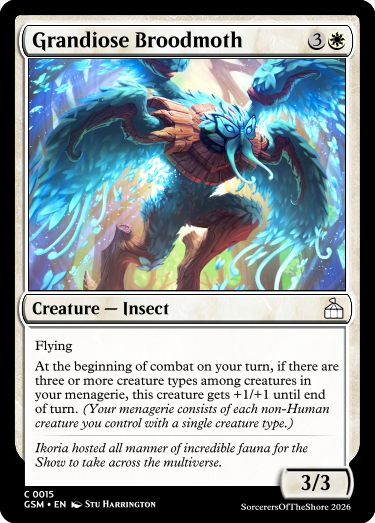 Grandiose Broodmoth 3
Creature — Insect
Flying
At the beginning of combat on your turn, if there are
three or more creature types among creatures in
your menagerie, this creature gets +1/+1 until end
of turn. (Your menagerie consists of each non-Human
creature you control with a single creature type.)
Ikoria hosted all manner of incredible fauna for the
Show to take across the multiverse.
3/3
C 0015
GSM • EN Stu Harrington
SorcerersOfTheShore 2026